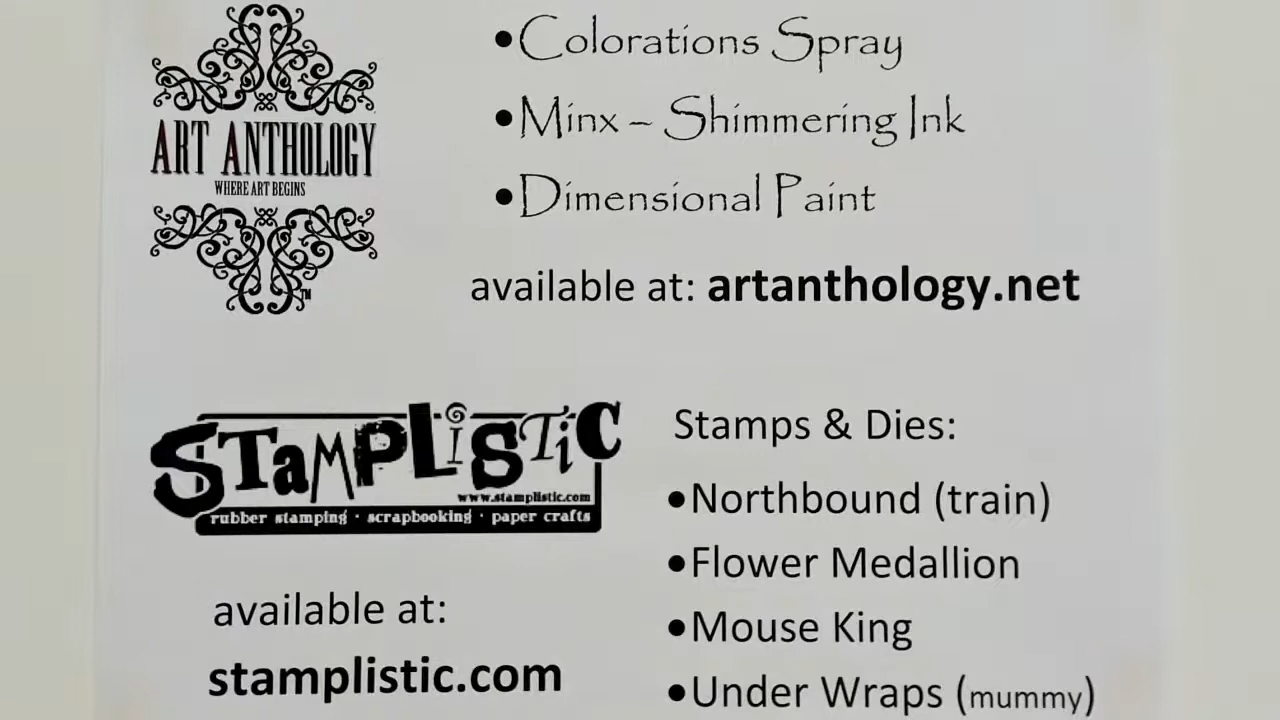 •Colorations Spray
•Minx – Shimmering Ink
•Dimensional Paint
ART ANTHOLOGY
WHERE ART BEGINS
TM
available at: artanthology.net
STaMPLiSTiC
www.stamplistic.com
rubber stamping · scrapbooking · paper crafts
available at:
stamplistic.com
Stamps & Dies:
•Northbound (train)
•Flower Medallion
•Mouse King
•Under Wraps (mummy)